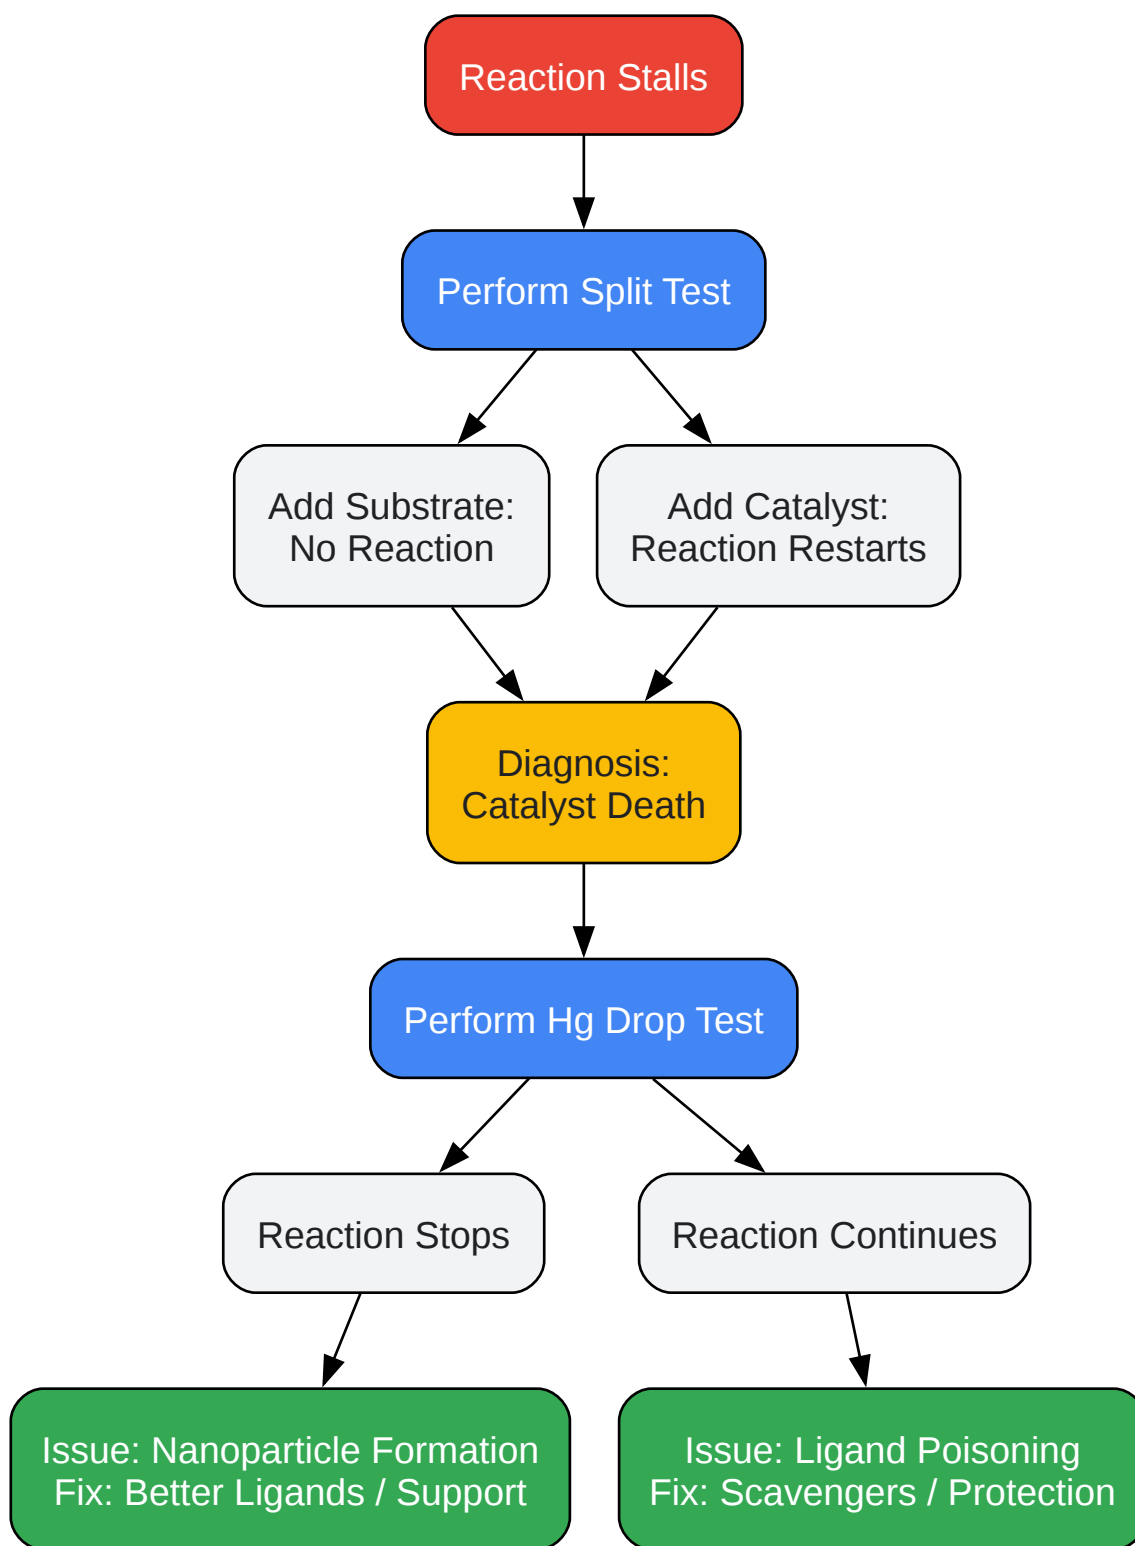 Reaction Stalls
Perform Split Test
Add Substrate:
No Reaction
Add Catalyst:
Reaction Restarts
Diagnosis:
Catalyst Death
Perform Hg Drop Test
Reaction Stops
Reaction Continues
Issue: Nanoparticle Formation
Fix: Better Ligands / Support
Issue: Ligand Poisoning
Fix: Scavengers / Protection